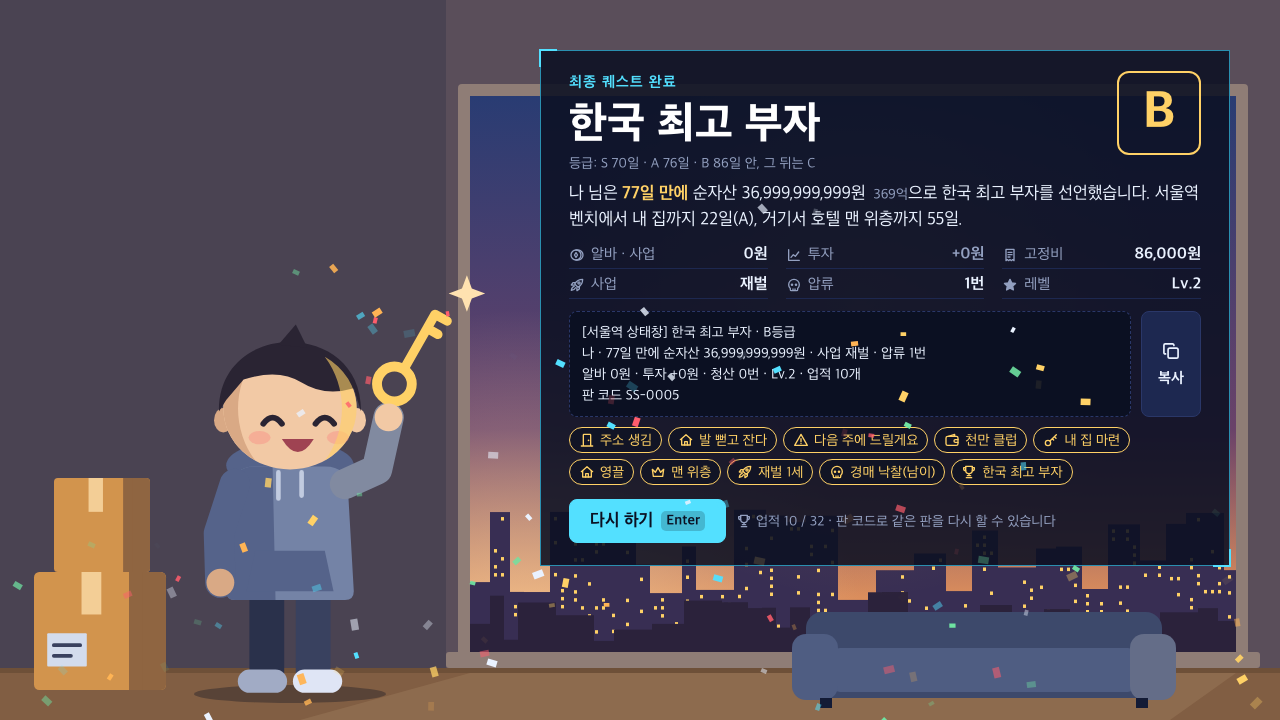 최종 퀘스트 완료
한국 최고 부자
B
등급: S 70일 · A 76일 · B 86일 안, 그 뒤는 C
나 님은 77일 만에 순자산 36,999,999,999원 369억으로 한국 최고 부자를 선언했습니다. 서울역
벤치에서 내 집까지 22일(A), 거기서 호텔 맨 위층까지 55일.
알바 · 사업 0원 투자 +0원 고정비 86,000원
사업 재벌 압류 1번 레벨 Lv.2
[서울역 상태창] 한국 최고 부자 · B등급
나 · 77일 만에 순자산 36,999,999,999원 · 사업 재벌 · 압류 1번
알바 0원 · 투자 +0원 · 청산 0번 · Lv.2 · 업적 10개
판 코드 SS-0005
복사
주소 생김 발 뻗고 잔다 다음 주에 드릴게요 천만 클럽 내 집 마련
영끌 맨 위층 재벌 1세 경매 낙찰(남이) 한국 최고 부자
다시 하기 Enter 업적 10 / 32 · 판 코드로 같은 판을 다시 할 수 있습니다